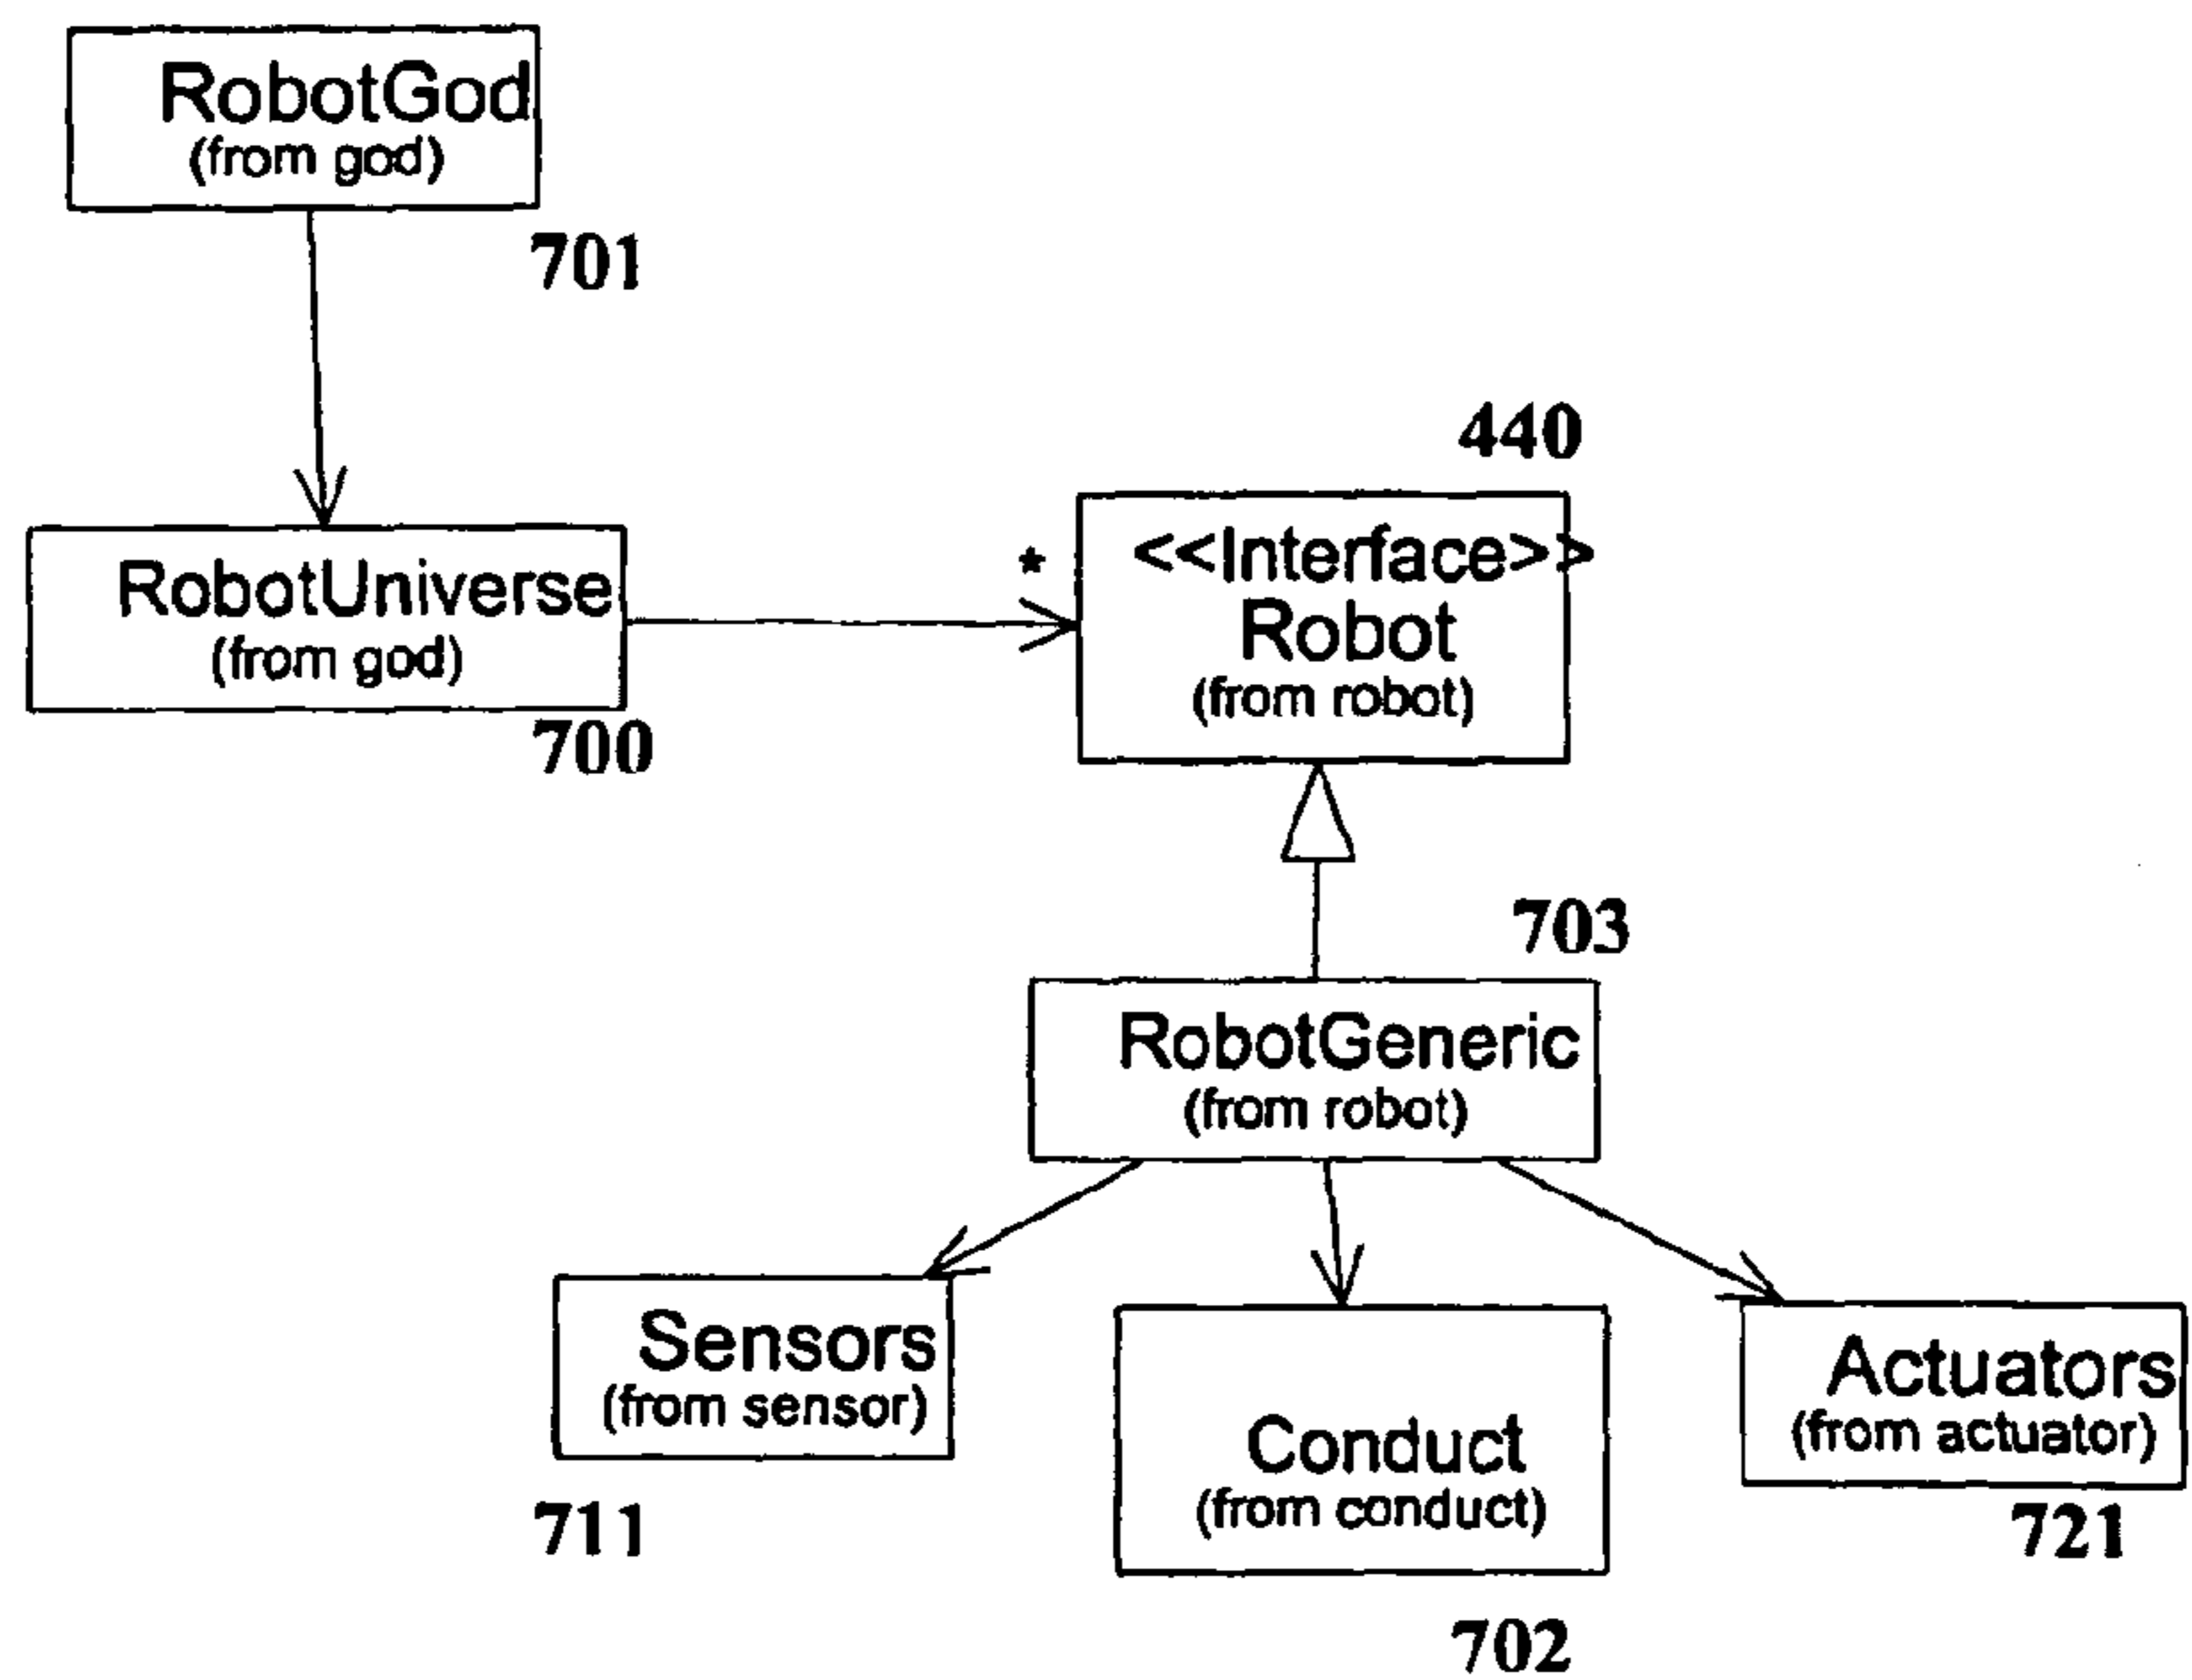 RobotGod
(from god)
701
RobotUniverse
(from god)
700
440
*
<<Interface>>
Robot
(from robot)
703
RobotGeneric
(from robot)
Sensors
(from sensor)
711
Conduct
(from conduct)
702
Actuators
(from actuator)
721